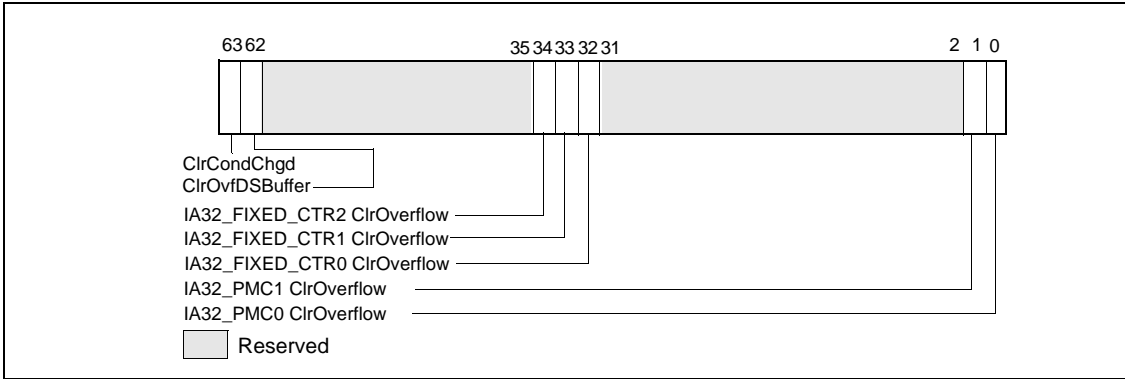 63 62 35 34 33 32 31 2 1 0
ClrCondChgd
ClrOvfDSBuffer
IA32_FIXED_CTR2 ClrOverflow
IA32_FIXED_CTR1 ClrOverflow
IA32_FIXED_CTR0 ClrOverflow
IA32_PMC1 ClrOverflow
IA32_PMC0 ClrOverflow
Reserved